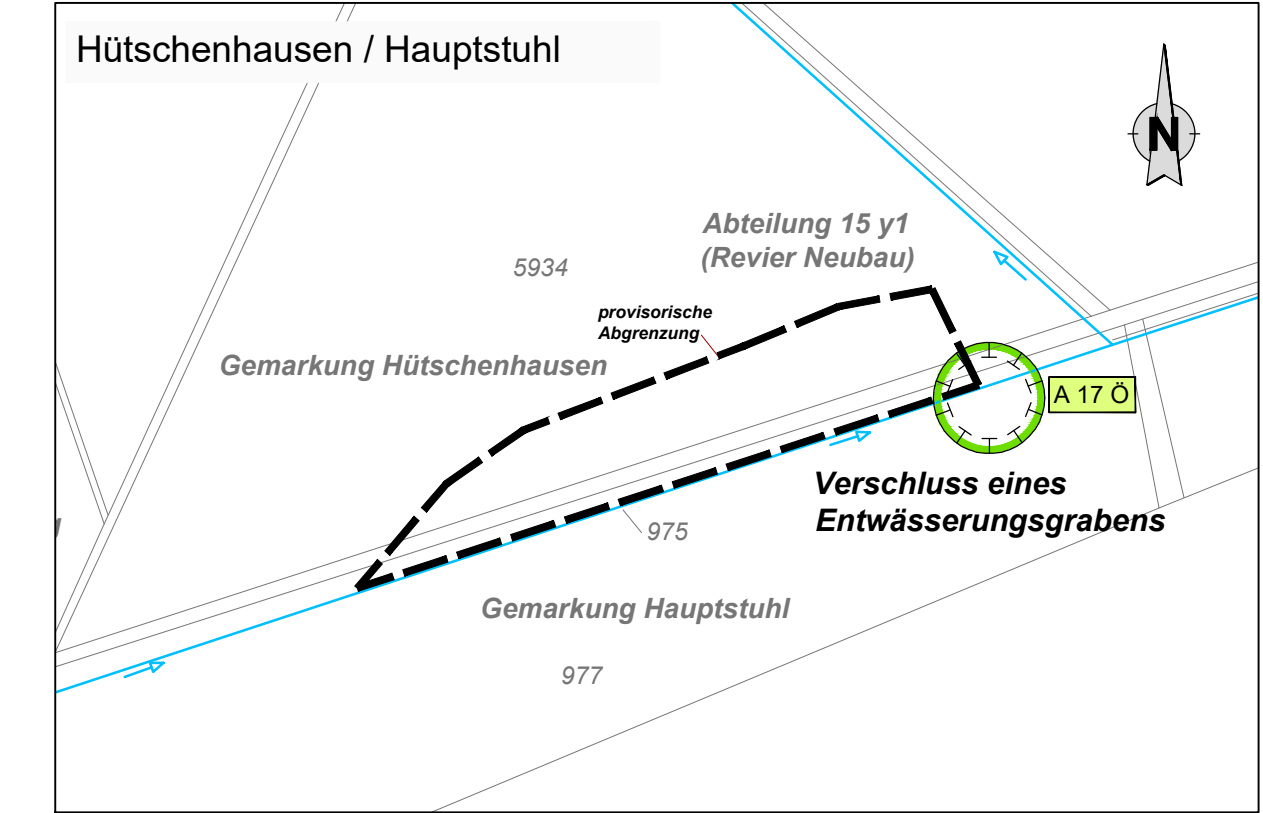 Hütschenhausen / Hauptstuhl
N
Abteilung 15 y1
(Revier Neubau)
5934
provisorische
Abgrenzung
Gemarkung Hütschenhausen
A 17 Ö
Verschluss eines
Entwässerungsgrabens
975
Gemarkung Hauptstuhl
977